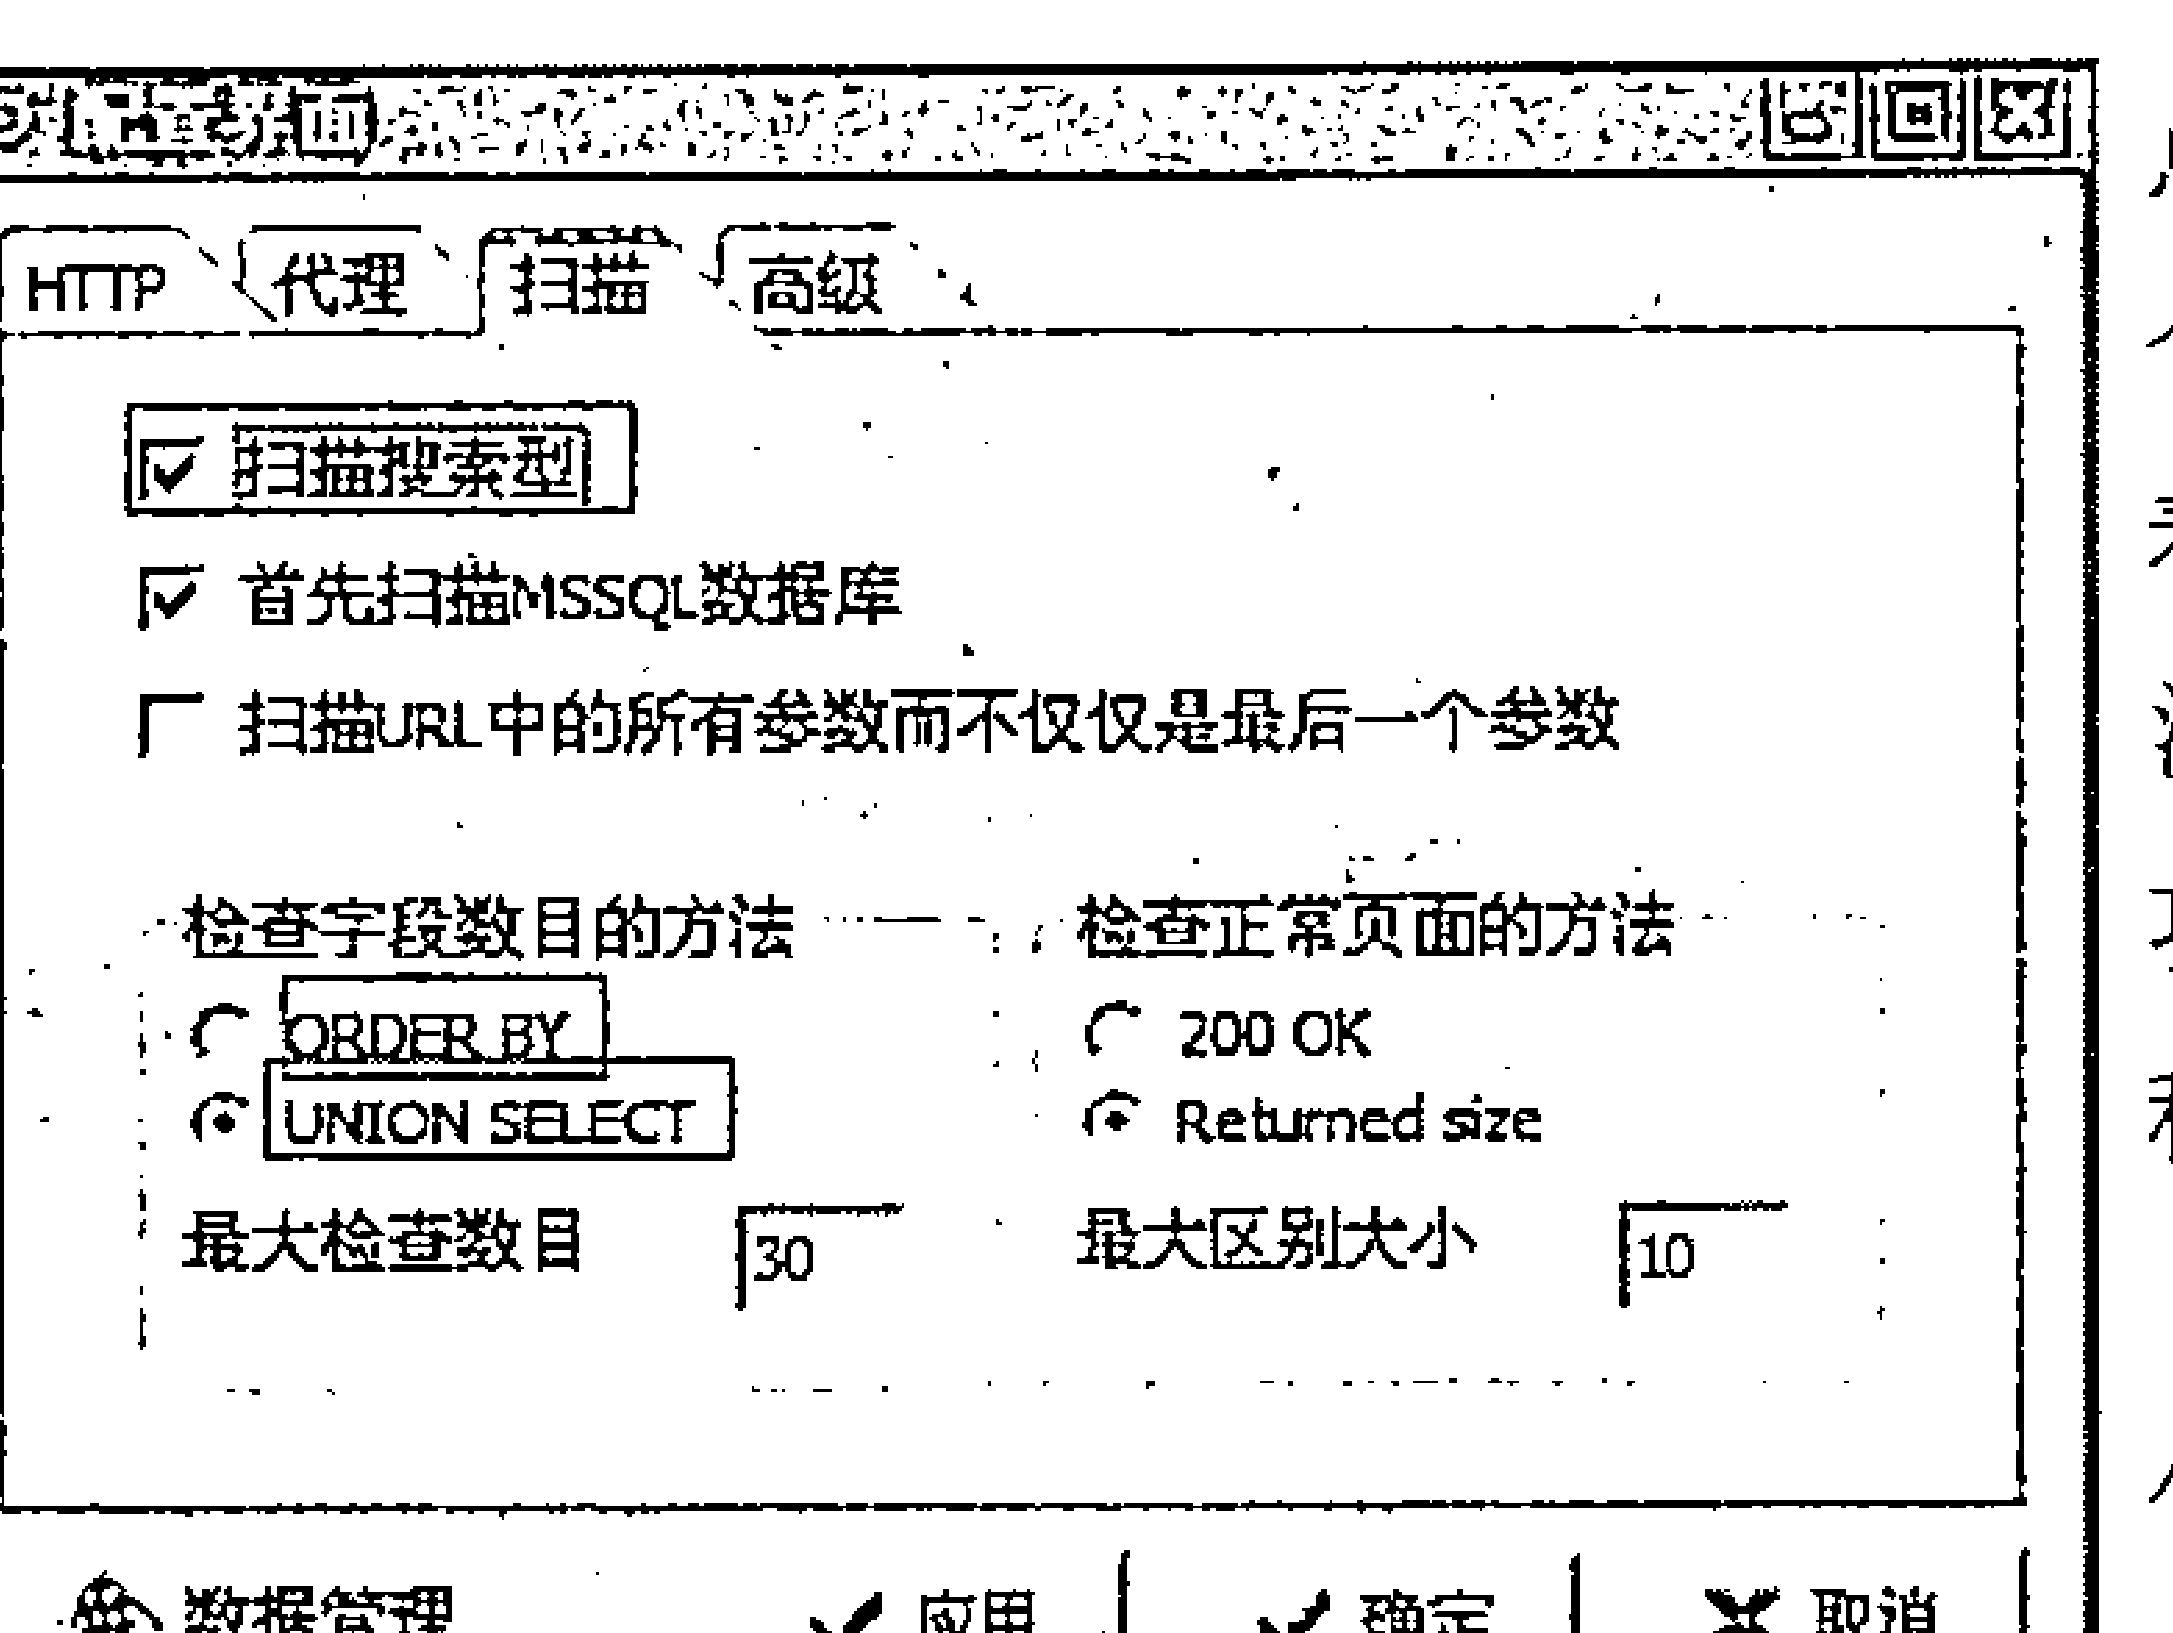 配置界面
HTTP 代理 扫描 高级
扫描搜索型
首先扫描MSSQL数据库
扫描URL中的所有参数而不仅仅是最后一个参数
检查字段数目的方法 检查正常页面的方法
ORDER BY 200 OK
UNION SELECT Returned size
最大检查数目 30 最大区别大小 10
数据管理 应用 确定 取消